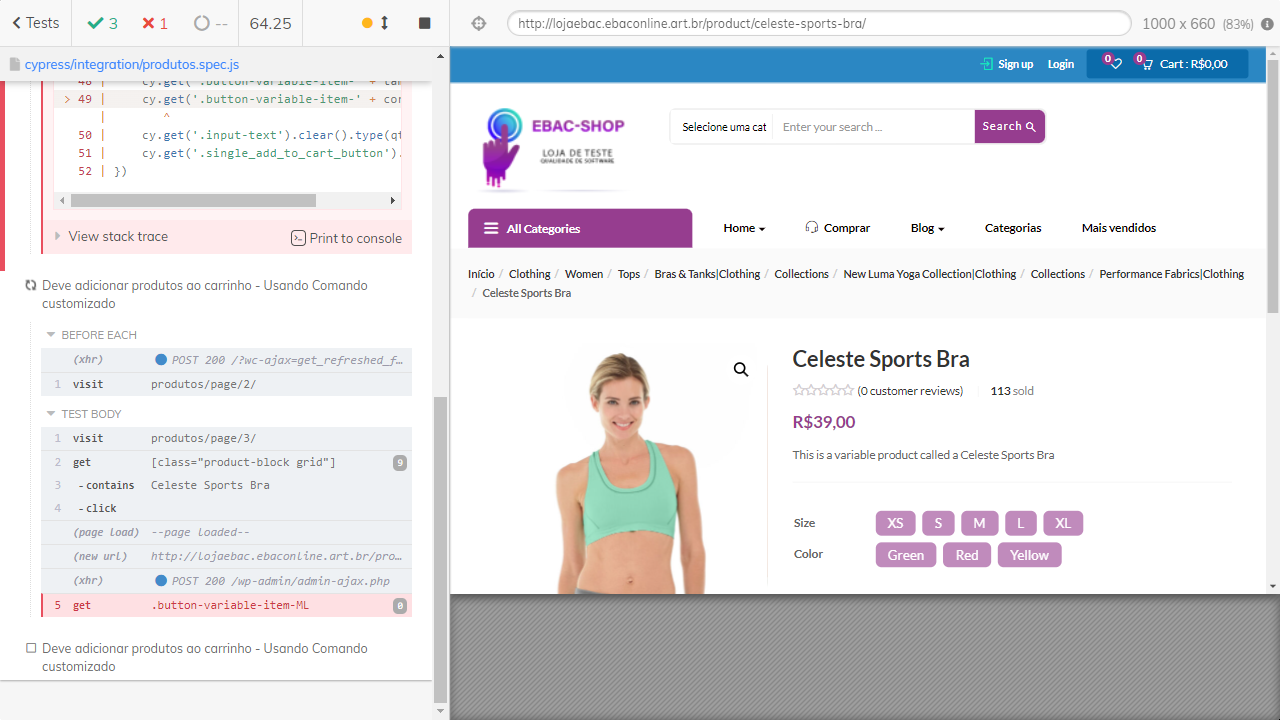 Tests
3
1
--
64.25
http://lojaebac.ebaconline.art.br/product/celeste-sports-bra/
1000 x 660 (83%)
cypress/integration/produtos.spec.js
48 | cy.get('.button-variable-item-' + tam
> 49 | cy.get('.button-variable-item-' + cor
| ^
50 | cy.get('.input-text').clear().type(qt
51 | cy.get('.single_add_to_cart_button').
52 | })
View stack trace
Print to console
Deve adicionar produtos ao carrinho - Usando Comando
customizado
BEFORE EACH
(xhr) POST 200 /?wc-ajax=get_refreshed_f...
1 visit produtos/page/2/
TEST BODY
1 visit produtos/page/3/
2 get [class="product-block grid"] 9
3 -contains Celeste Sports Bra
4 -click
(page load) --page loaded--
(new url) http://lojaebac.ebaconline.art.br/pro...
(xhr) POST 200 /wp-admin/admin-ajax.php
5 get .button-variable-item-ML 0
Deve adicionar produtos ao carrinho - Usando Comando
customizado
Sign up
Login
0
0
Cart : R$0,00
EBAC-SHOP
LOJA DE TESTE
QUALIDADE DE SOFTWARE
Selecione uma cat
Enter your search ...
Search
All Categories
Home
Comprar
Blog
Categorias
Mais vendidos
Início / Clothing / Women / Tops / Bras & Tanks|Clothing / Collections / New Luma Yoga Collection|Clothing / Collections / Performance Fabrics|Clothing
/ Celeste Sports Bra
Celeste Sports Bra
(0 customer reviews)
113 sold
R$39,00
This is a variable product called a Celeste Sports Bra
Size XS S M L XL
Color Green Red Yellow